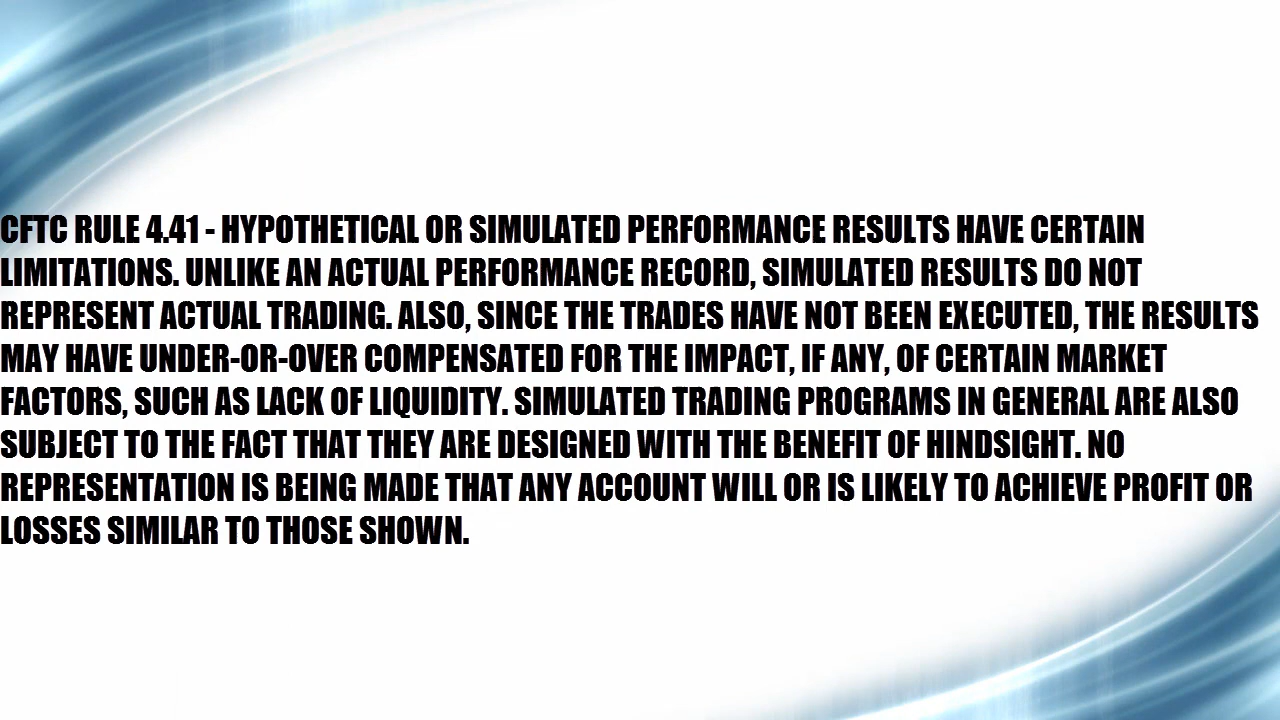 CFTC RULE 4.41 - HYPOTHETICAL OR SIMULATED PERFORMANCE RESULTS HAVE CERTAIN
LIMITATIONS. UNLIKE AN ACTUAL PERFORMANCE RECORD, SIMULATED RESULTS DO NOT
REPRESENT ACTUAL TRADING. ALSO, SINCE THE TRADES HAVE NOT BEEN EXECUTED, THE RESULTS
MAY HAVE UNDER-OR-OVER COMPENSATED FOR THE IMPACT, IF ANY, OF CERTAIN MARKET
FACTORS, SUCH AS LACK OF LIQUIDITY. SIMULATED TRADING PROGRAMS IN GENERAL ARE ALSO
SUBJECT TO THE FACT THAT THEY ARE DESIGNED WITH THE BENEFIT OF HINDSIGHT. NO
REPRESENTATION IS BEING MADE THAT ANY ACCOUNT WILL OR IS LIKELY TO ACHIEVE PROFIT OR
LOSSES SIMILAR TO THOSE SHOWN.